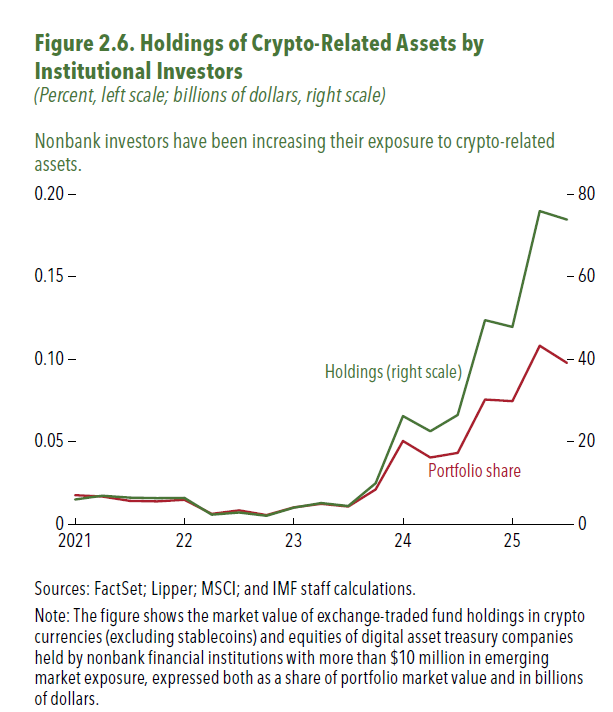 Figure 2.6. Holdings of Crypto-Related Assets by
Institutional Investors
(Percent, left scale; billions of dollars, right scale)
Nonbank investors have been increasing their exposure to crypto-related
assets.
0.20
80
0.15
60
0.10
40
Holdings (right scale)
0.05
20
Portfolio share
0
0
2021 22 23 24 25
Sources: FactSet; Lipper; MSCI; and IMF staff calculations.
Note: The figure shows the market value of exchange-traded fund holdings in crypto
currencies (excluding stablecoins) and equities of digital asset treasury companies
held by nonbank financial institutions with more than $10 million in emerging
market exposure, expressed both as a share of portfolio market value and in billions
of dollars.